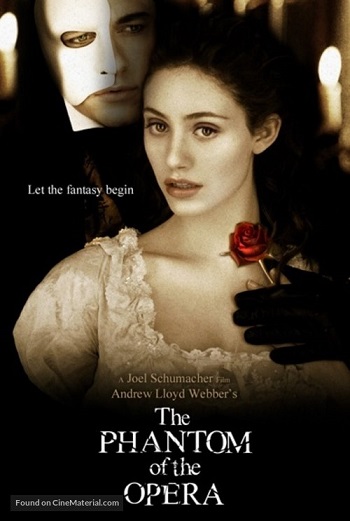 Let the fantasy begin
A Joel Schumacher Film
Andrew Lloyd Webber's
The
PHANTOM
of the
OPERA
Found on CineMaterial.com